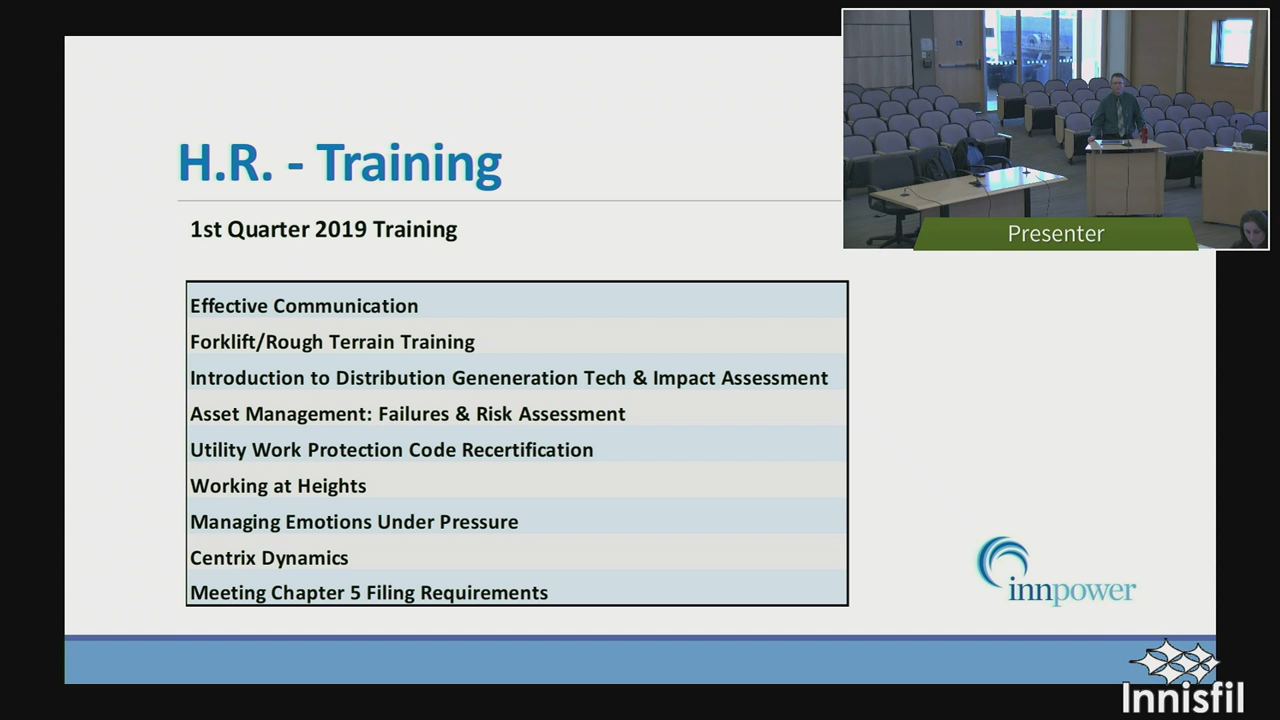 H.R. - Training
1st Quarter 2019 Training
Effective Communication
Forklift/Rough Terrain Training
Introduction to Distribution Geneneration Tech & Impact Assessment
Asset Management: Failures & Risk Assessment
Utility Work Protection Code Recertification
Working at Heights
Managing Emotions Under Pressure
Centrix Dynamics
Meeting Chapter 5 Filing Requirements
Presenter
innpower
Innisfil